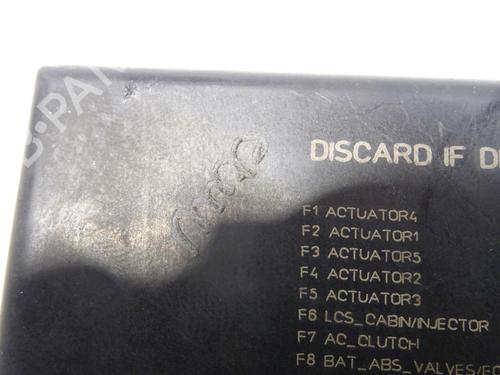 B-PARTS
DISCARD IF D
F1 ACTUATOR4
F2 ACTUATOR1
F3 ACTUATOR5
F4 ACTUATOR2
F5 ACTUATOR3
F6 LCS_CABIN/INJECTOR
F7 AC_CLUTCH
F8 BAT_ABS_VALVES/